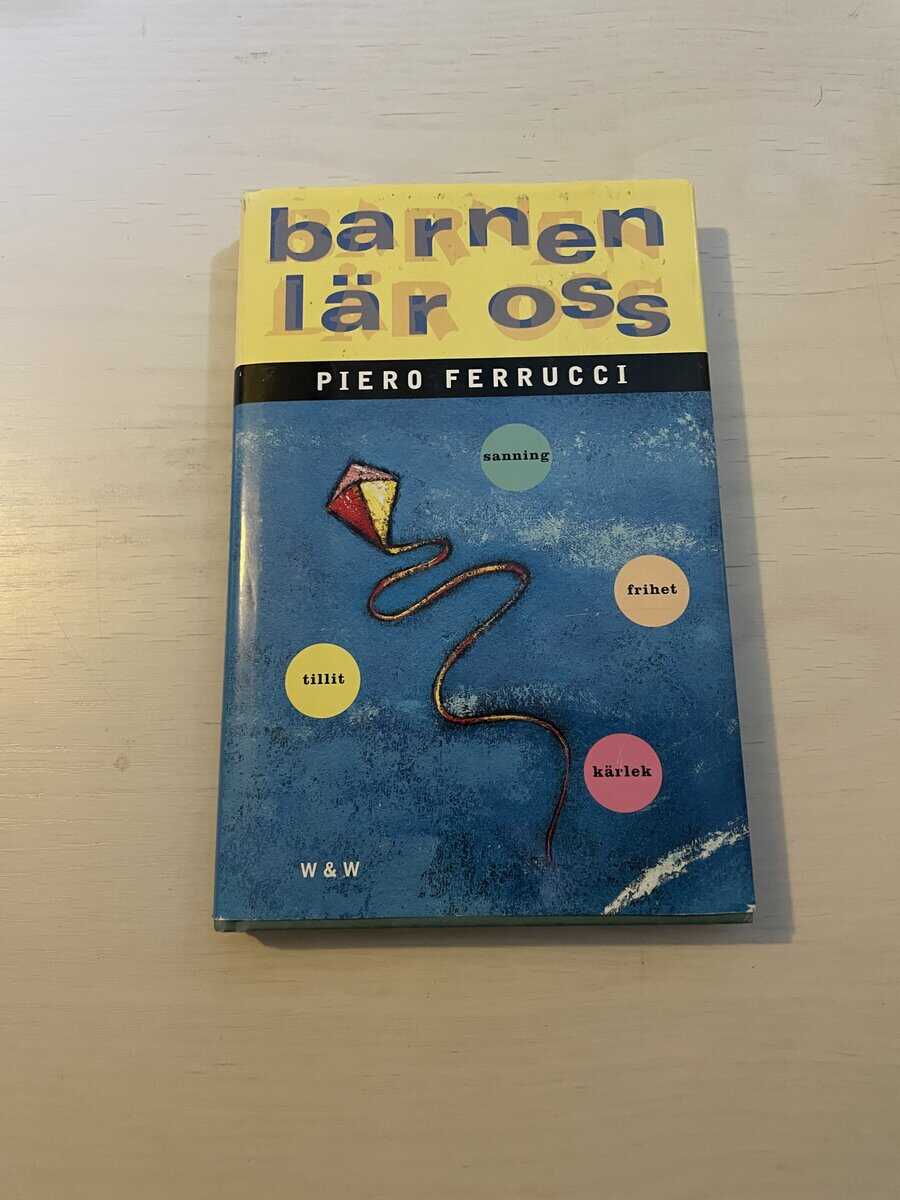 barnen
lär oss
PIERO FERRUCCI
sanning
frihet
tillit
kärlek
W & W